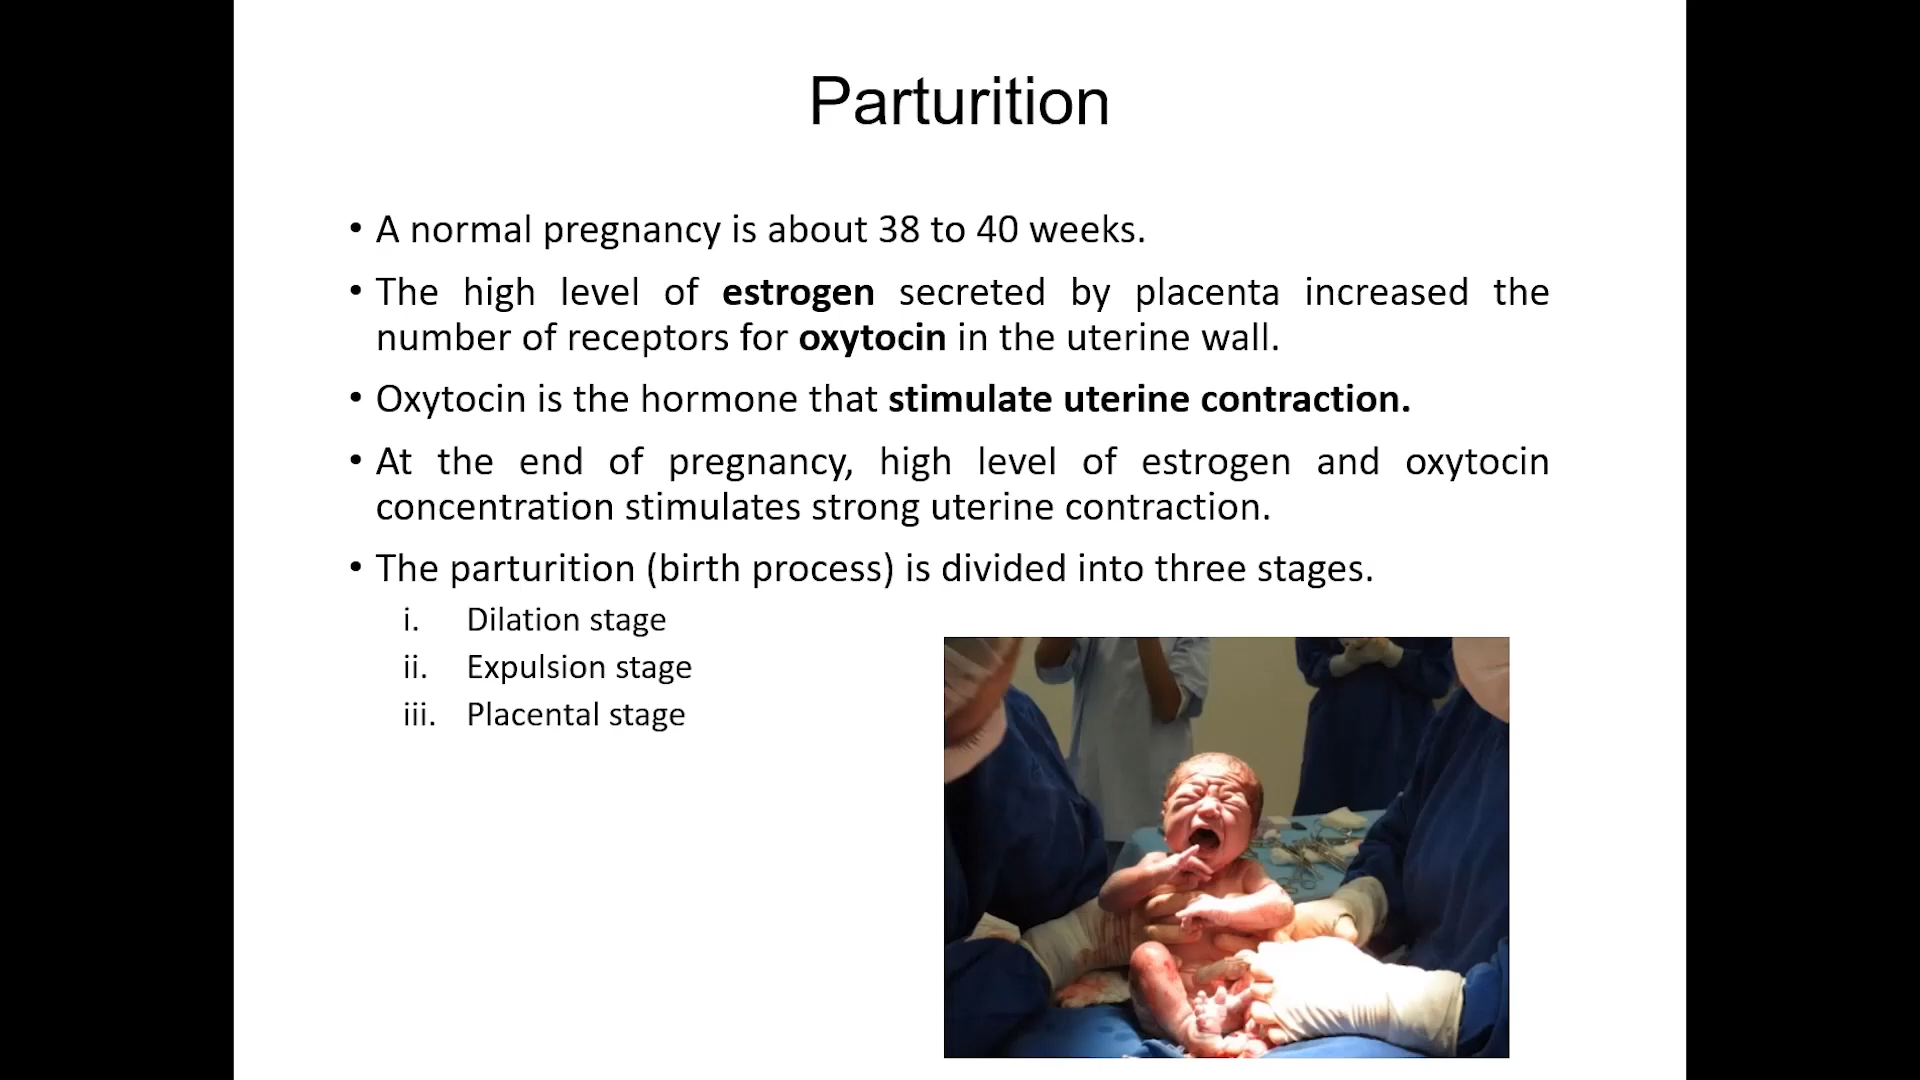 Parturition
• A normal pregnancy is about 38 to 40 weeks.
• The high level of estrogen secreted by placenta increased the
number of receptors for oxytocin in the uterine wall.
• Oxytocin is the hormone that stimulate uterine contraction.
• At the end of pregnancy, high level of estrogen and oxytocin
concentration stimulates strong uterine contraction.
• The parturition (birth process) is divided into three stages.
i. Dilation stage
ii. Expulsion stage
iii. Placental stage